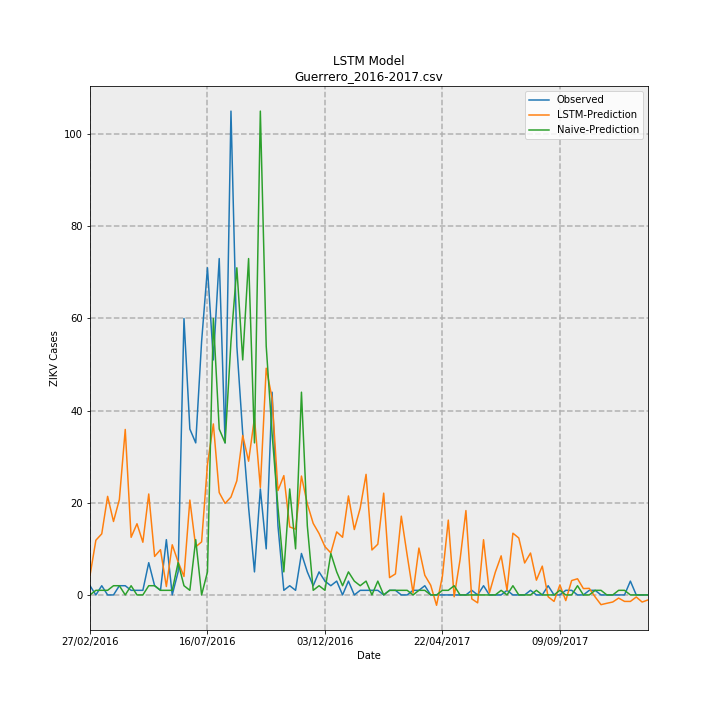 LSTM Model
Guerrero_2016-2017.csv
Observed
LSTM-Prediction
Naive-Prediction
100
80
60
40
20
0
ZIKV Cases
27/02/2016
16/07/2016
03/12/2016
22/04/2017
09/09/2017
Date